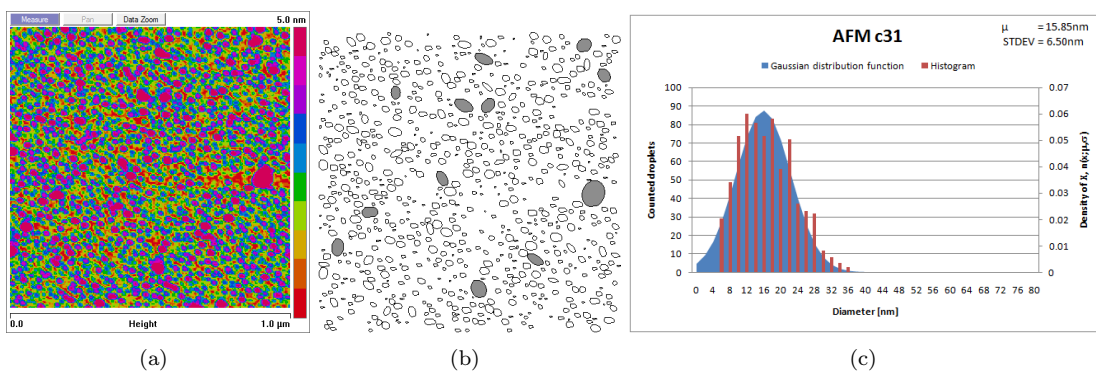 Measure Pan Data Zoom 5.0 nm
0.0 Height 1.0 µm
(a)
(b)
AFM c31
µ = 15.85nm
STDEV = 6.50nm
Gaussian distribution function Histogram
Counted droplets
100
90
80
70
60
50
40
30
20
10
0
0.07
0.06
0.05
0.04
0.03
0.02
0.01
0
Density of X, n(x;µ,σ)
0 4 8 12 16 20 24 28 32 36 40 44 48 52 56 60 64 68 72 76 80
Diameter [nm]
(c)